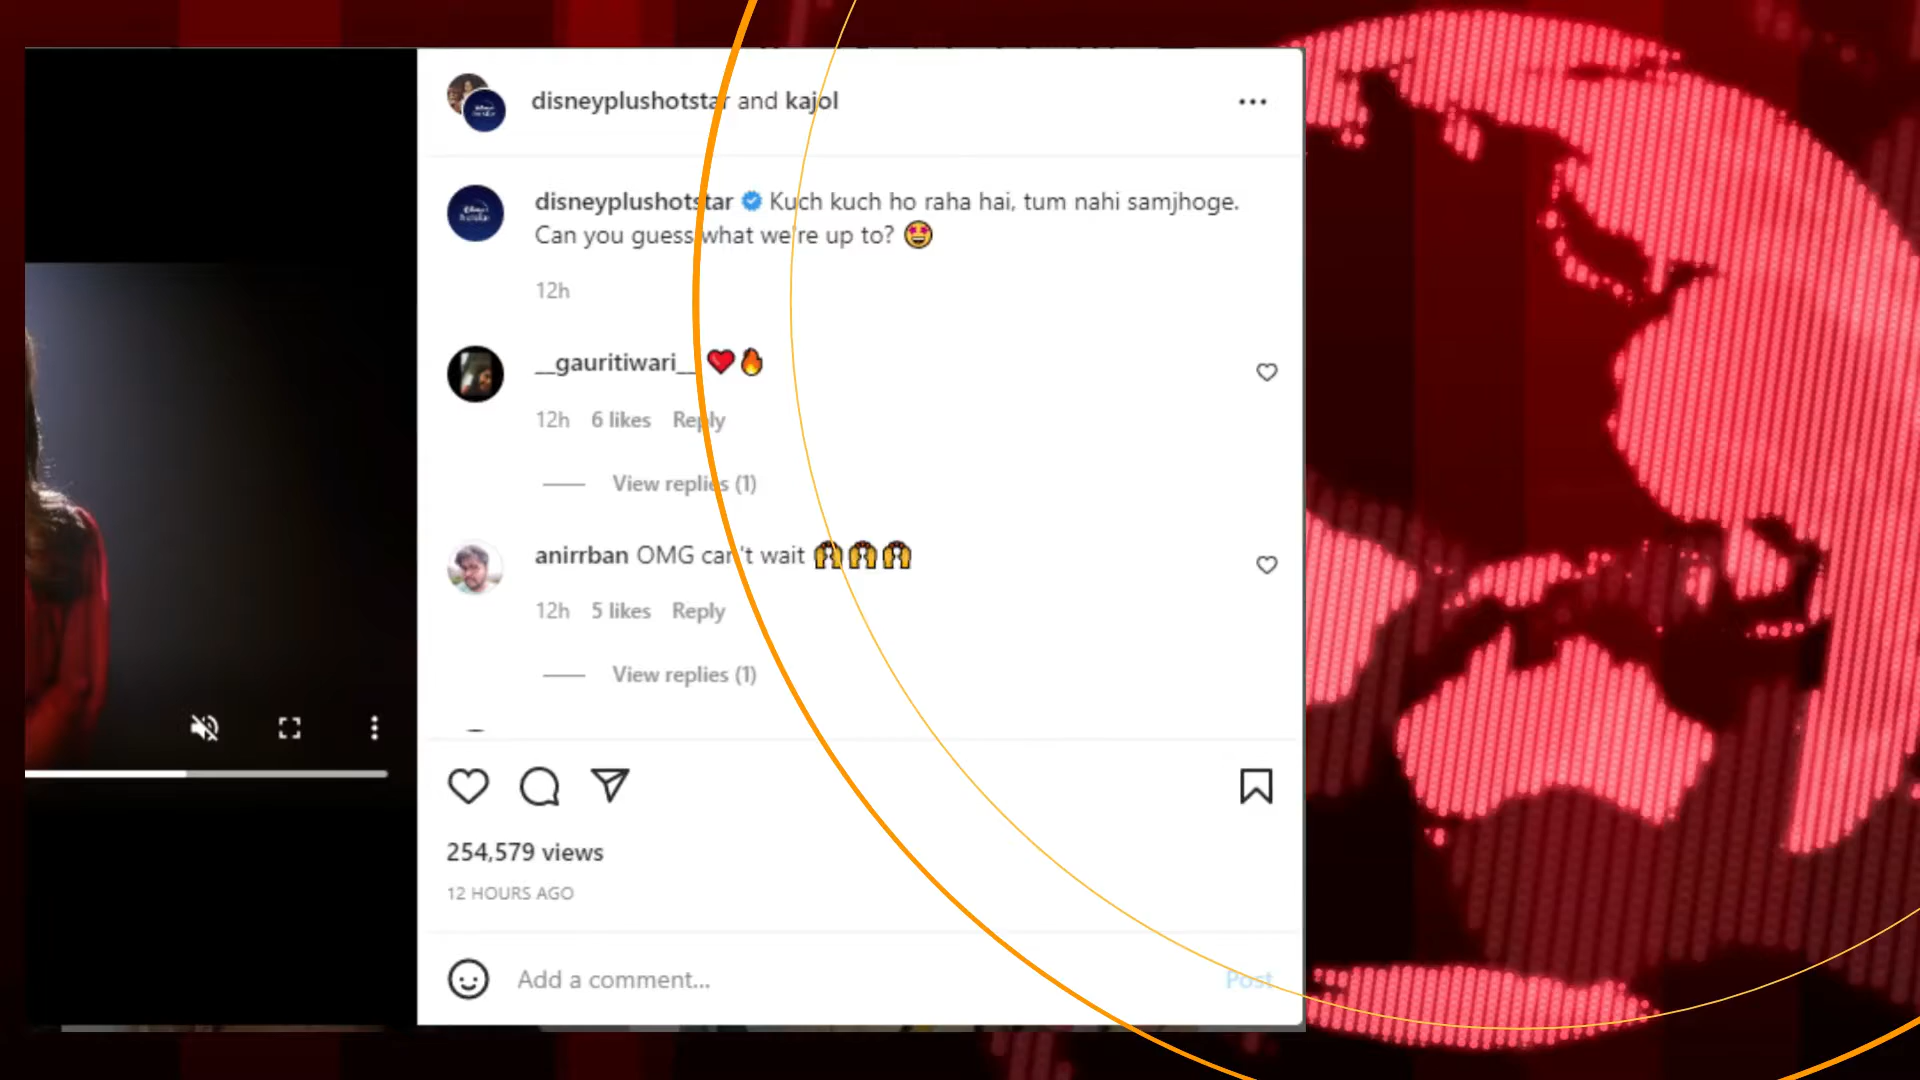 disneyplushotstar and kajol
disneyplushotstar Kuch kuch ho raha hai, tum nahi samjhoge.
Can you guess what we're up to? 🤩
12h
__gauritiwari__ ❤️🔥
12h 6 likes Reply
View replies (1)
anirrban OMG can't wait 🙌🙌🙌
12h 5 likes Reply
View replies (1)
254,579 views
12 HOURS AGO
Add a comment...
Post